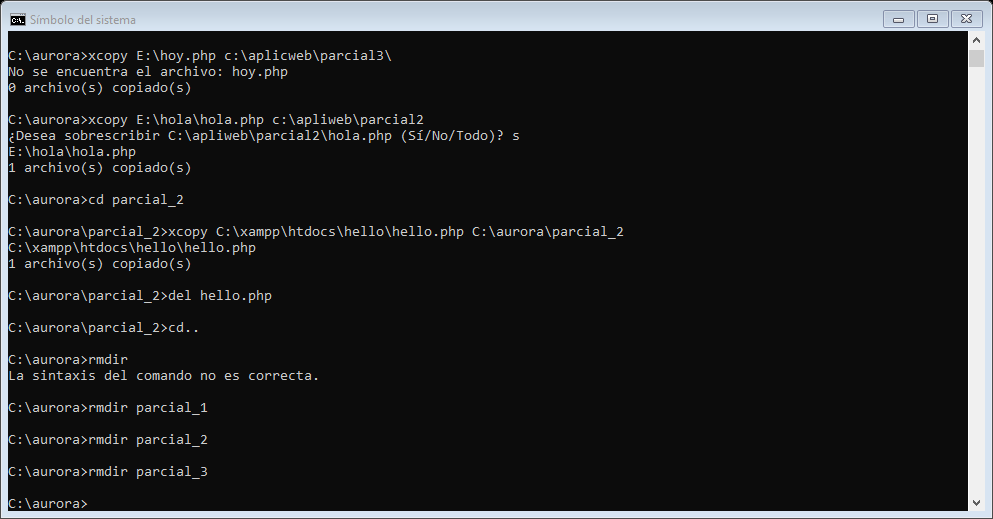 Símbolo del sistema
C:\aurora>xcopy E:\hoy.php c:\aplicweb\parcial3\
No se encuentra el archivo: hoy.php
0 archivo(s) copiado(s)
C:\aurora>xcopy E:\hola\hola.php c:\apliweb\parcial2
¿Desea sobrescribir C:\apliweb\parcial2\hola.php (Sí/No/Todo)? s
E:\hola\hola.php
1 archivo(s) copiado(s)
C:\aurora>cd parcial_2
C:\aurora\parcial_2>xcopy C:\xampp\htdocs\hello\hello.php C:\aurora\parcial_2
C:\xampp\htdocs\hello\hello.php
1 archivo(s) copiado(s)
C:\aurora\parcial_2>del hello.php
C:\aurora\parcial_2>cd..
C:\aurora>rmdir
La sintaxis del comando no es correcta.
C:\aurora>rmdir parcial_1
C:\aurora>rmdir parcial_2
C:\aurora>rmdir parcial_3
C:\aurora>